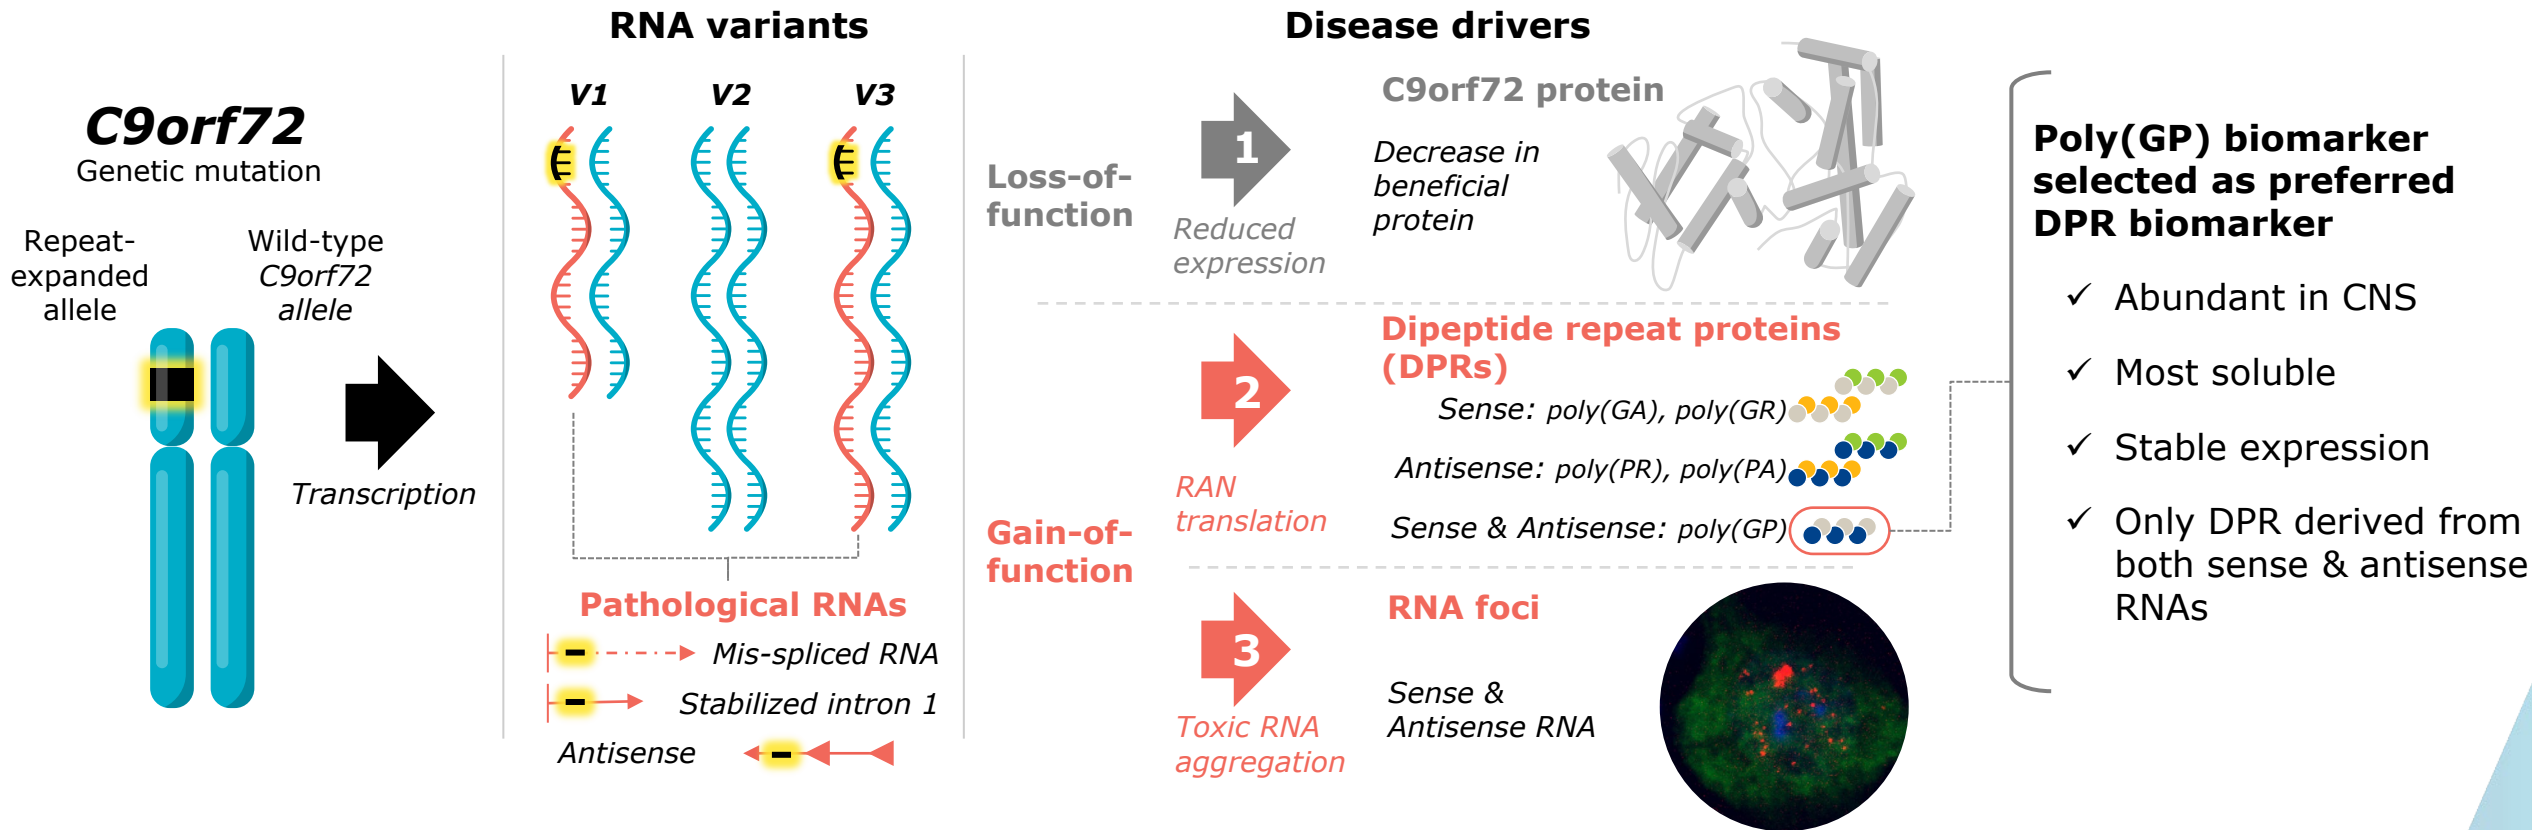 RNA variants
Disease drivers
C9orf72
Genetic mutation
Repeat-
expanded
allele
Wild-type
C9orf72
allele
Transcription
V1
V2
V3
Pathological RNAs
Mis-spliced RNA
Stabilized intron 1
Antisense
Loss-of-
function
1
Reduced
expression
C9orf72 protein
Decrease in
beneficial
protein
Gain-of-
function
2
RAN
translation
Dipeptide repeat proteins
(DPRs)
Sense: poly(GA), poly(GR)
Antisense: poly(PR), poly(PA)
Sense & Antisense: poly(GP)
3
Toxic RNA
aggregation
RNA foci
Sense &
Antisense RNA
Poly(GP) biomarker
selected as preferred
DPR biomarker
✓ Abundant in CNS
✓ Most soluble
✓ Stable expression
✓ Only DPR derived from
both sense & antisense
RNAs